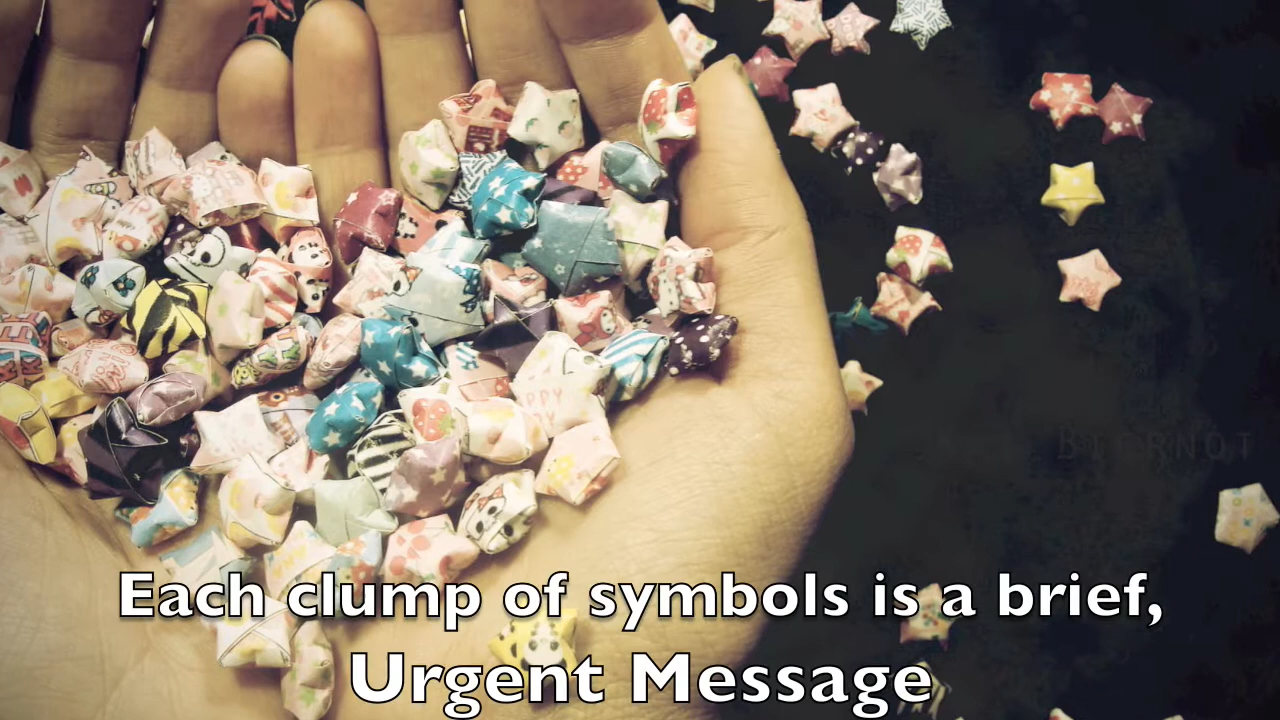 Each clump of symbols is a brief,
Urgent Message